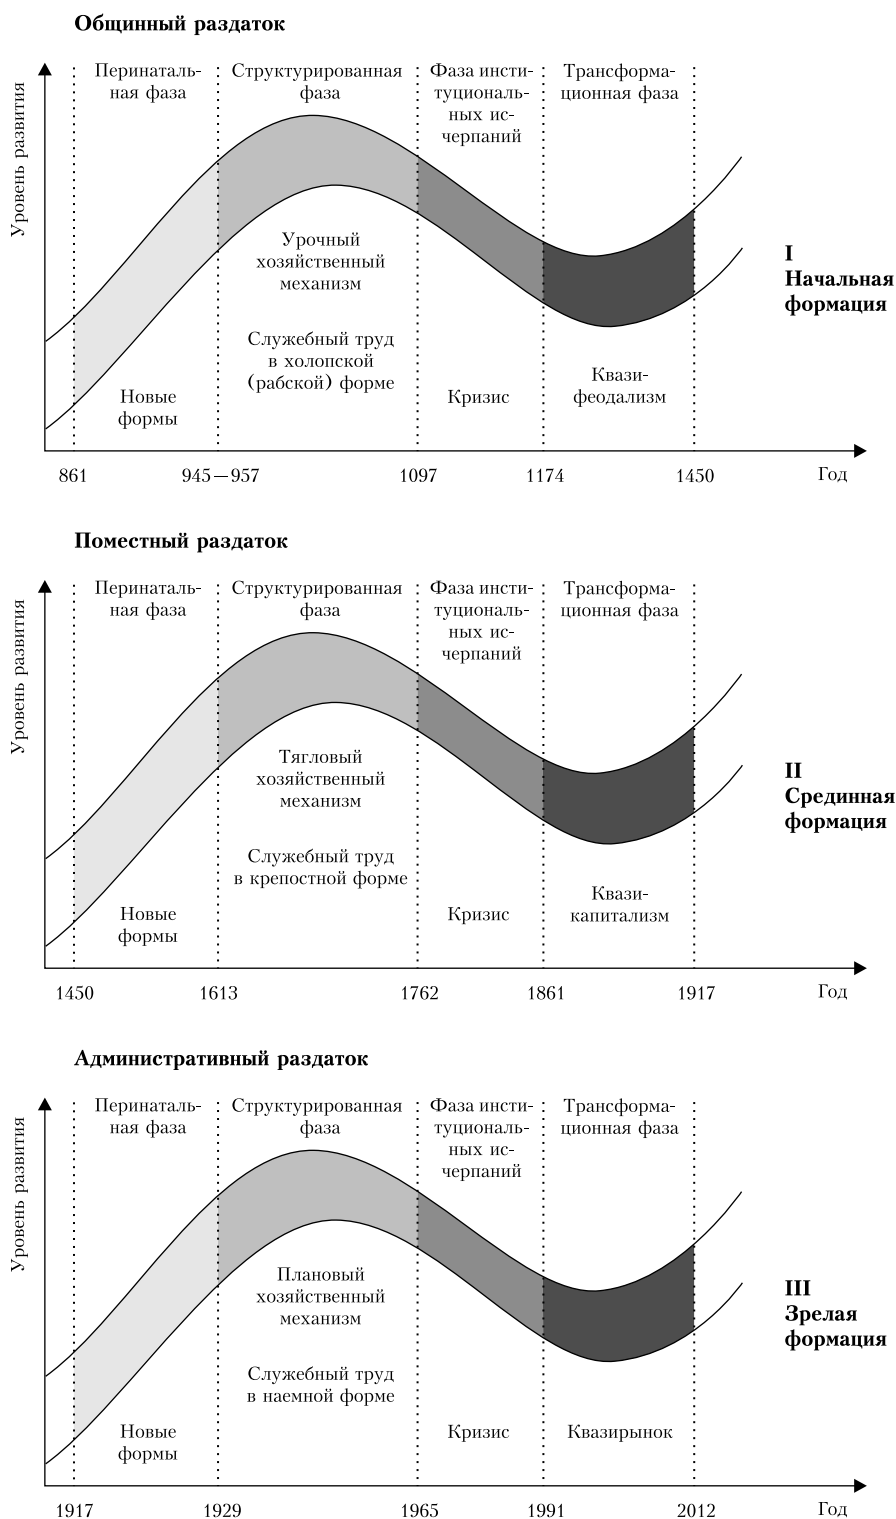 Общинный раздаток
Уровень развития
Перинаталь-
ная фаза
Структурированная
фаза
Фаза инсти-
туциональ-
ных ис-
черпаний
Трансформа-
ционная фаза
Урочный
хозяйственный
механизм
Служебный труд
в холопской
(рабской) форме
Новые
формы
Кризис
Квази-
феодализм
I
Начальная
формация
861
945—957
1097
1174
1450
Год
Поместный раздаток
Уровень развития
Перинаталь-
ная фаза
Структурированная
фаза
Фаза инсти-
туциональ-
ных ис-
черпаний
Трансформа-
ционная фаза
Тягловый
хозяйственный
механизм
Служебный труд
в крепостной форме
Новые
формы
Кризис
Квази-
капитализм
II
Срединная
формация
1450
1613
1762
1861
1917
Год
Административный раздаток
Уровень развития
Перинаталь-
ная фаза
Структурированная
фаза
Фаза инсти-
туциональ-
ных ис-
черпаний
Трансформа-
ционная фаза
Плановый
хозяйственный
механизм
Служебный труд
в наемной форме
Новые
формы
Кризис
Квазирынок
III
Зрелая
формация
1917
1929
1965
1991
2012
Год